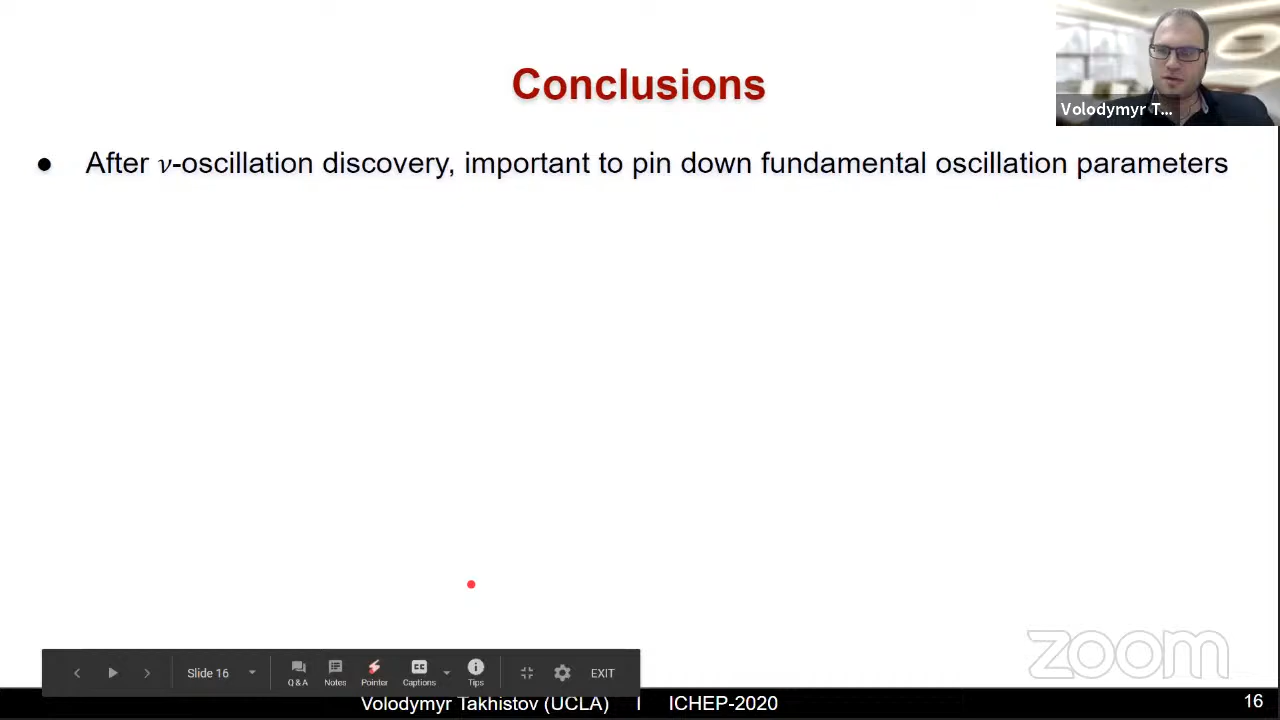 Conclusions
Volodymyr T...
● After ν-oscillation discovery, important to pin down fundamental oscillation parameters
zoom
Slide 16
Q & A
Notes
Pointer
CC
Captions
Tips
EXIT
Volodymyr Takhistov (UCLA) I ICHEP-2020
16